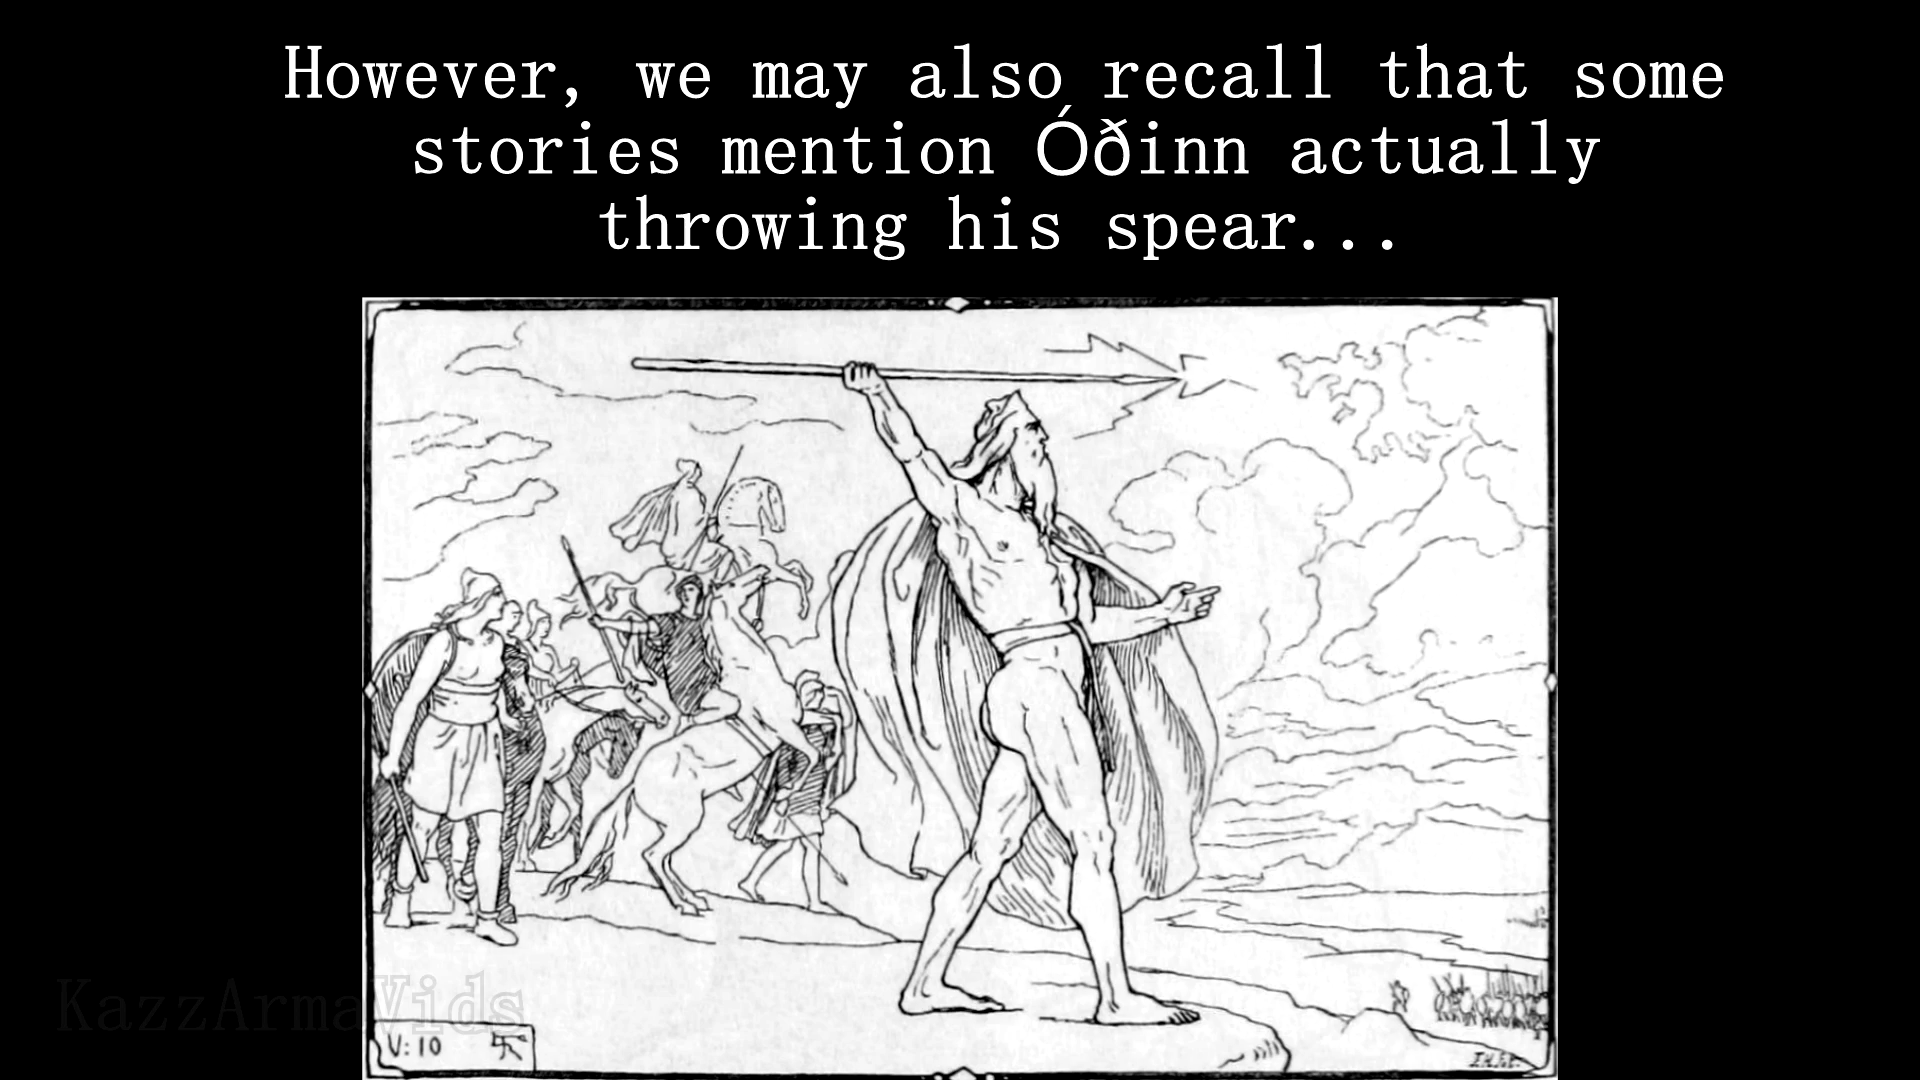 However, we may also recall that some
stories mention Óðinn actually
throwing his spear...
KazzArmaVids
V:10